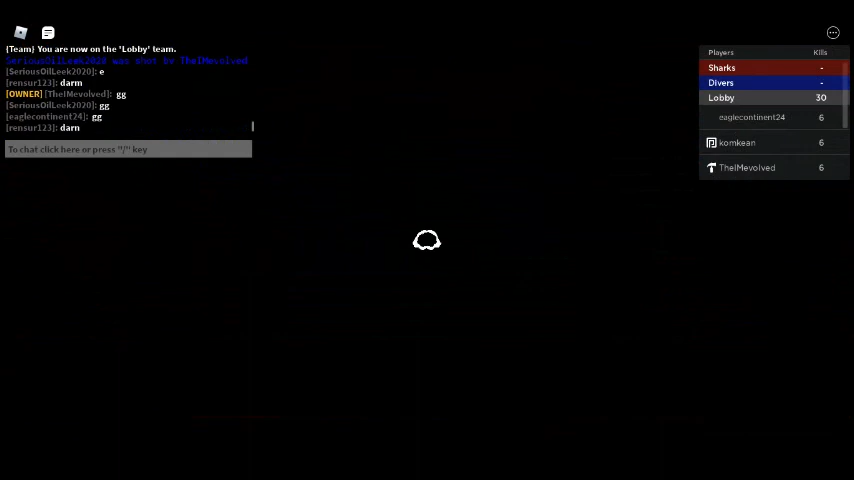 {Team} You are now on the 'Lobby' team.
SeriousOilLeek2020 was shot by TheIMevolved
[SeriousOilLeek2020]: e
[rensur123]: darm
[OWNER] [TheIMevolved]: gg
[SeriousOilLeek2020]: gg
[eaglecontinent24]: gg
[rensur123]: darn
To chat click here or press "/" key
Players Kills
Sharks -
Divers -
Lobby 30
eaglecontinent24 6
komkean 6
TheIMevolved 6